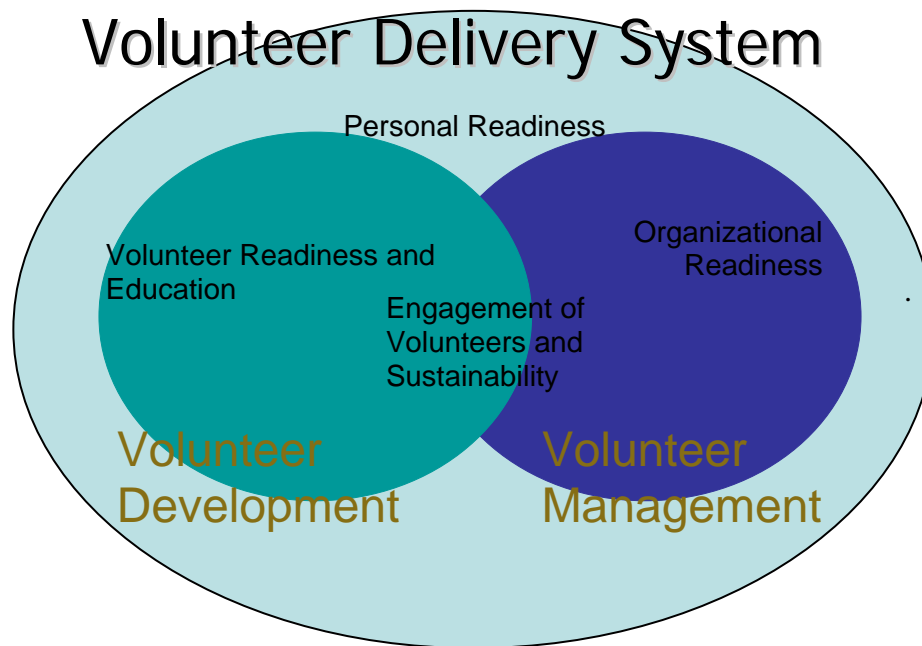 Volunteer Delivery System
Personal Readiness
Organizational
Readiness
Volunteer Readiness and
Education
Engagement of
Volunteers and
Sustainability
.
Volunteer
Development
Volunteer
Management